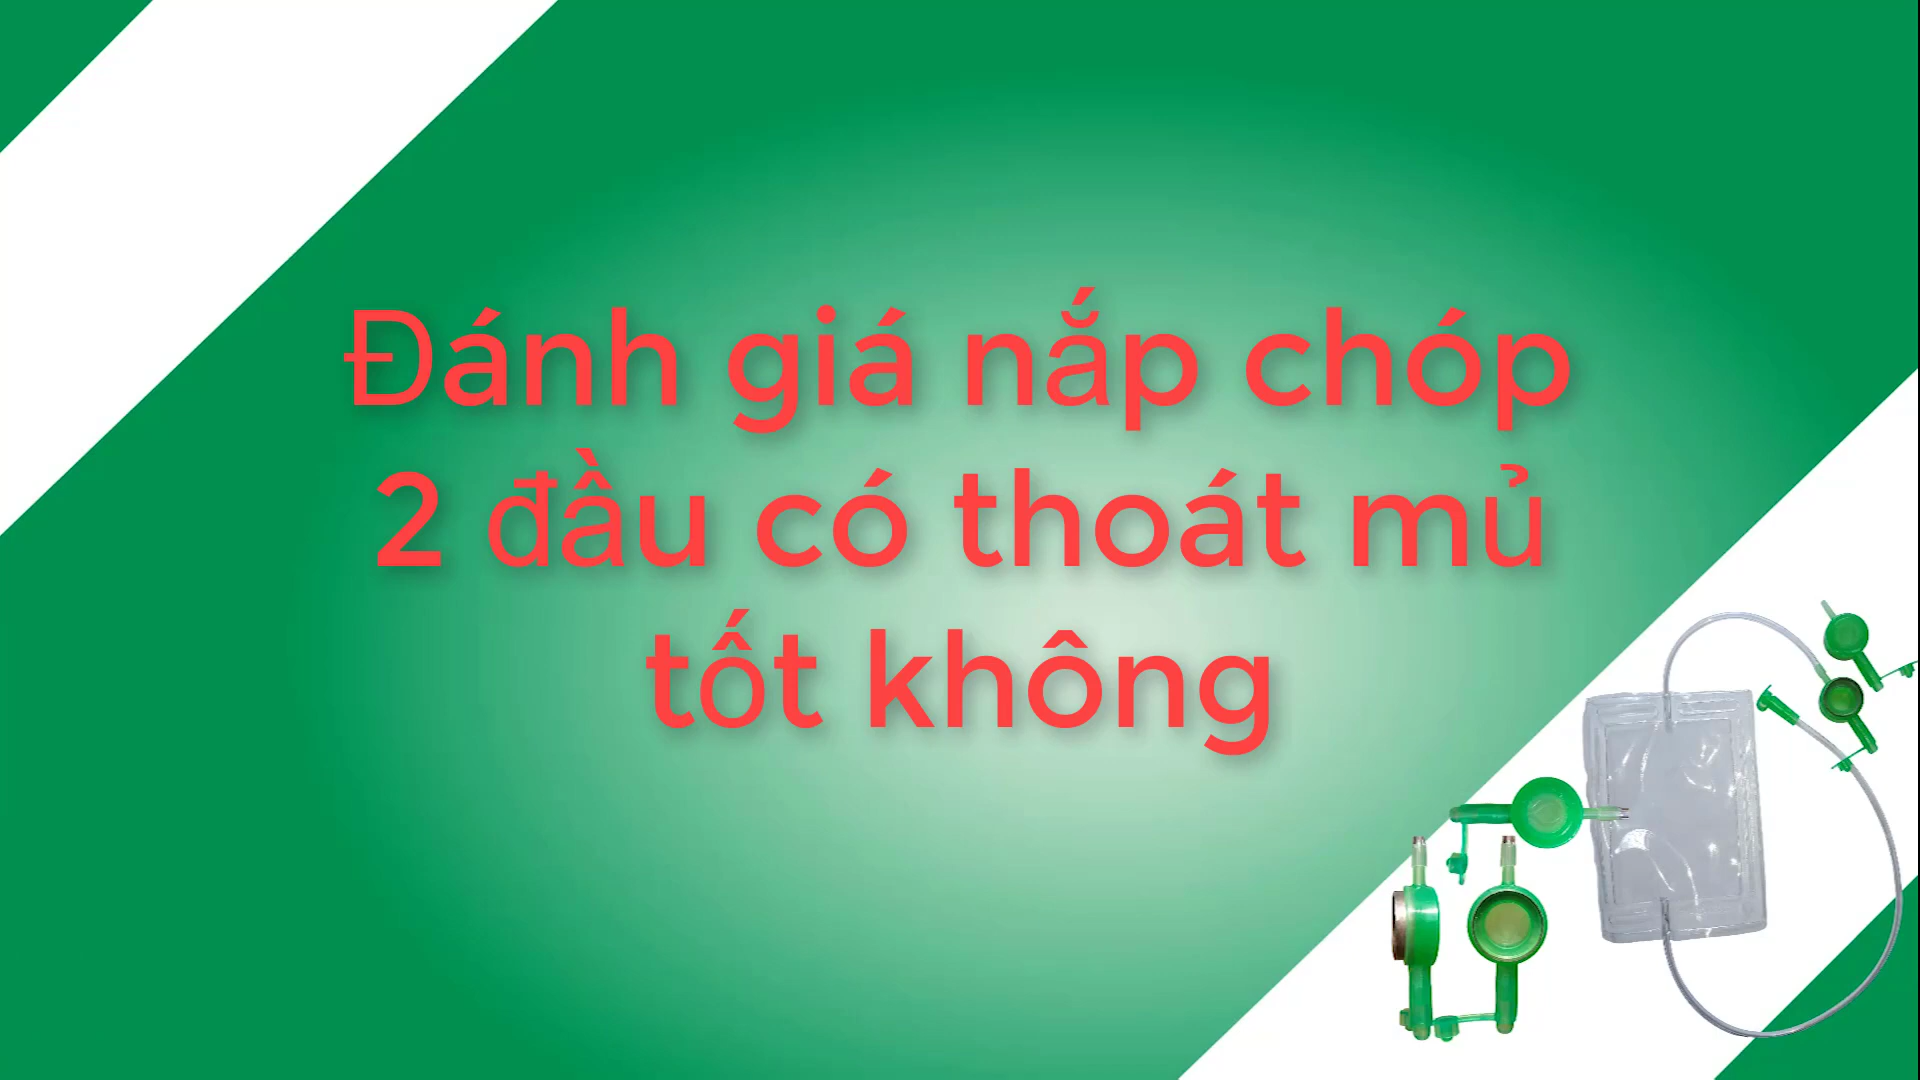 Đánh giá nắp chóp
2 đầu có thoát mủ
tốt không